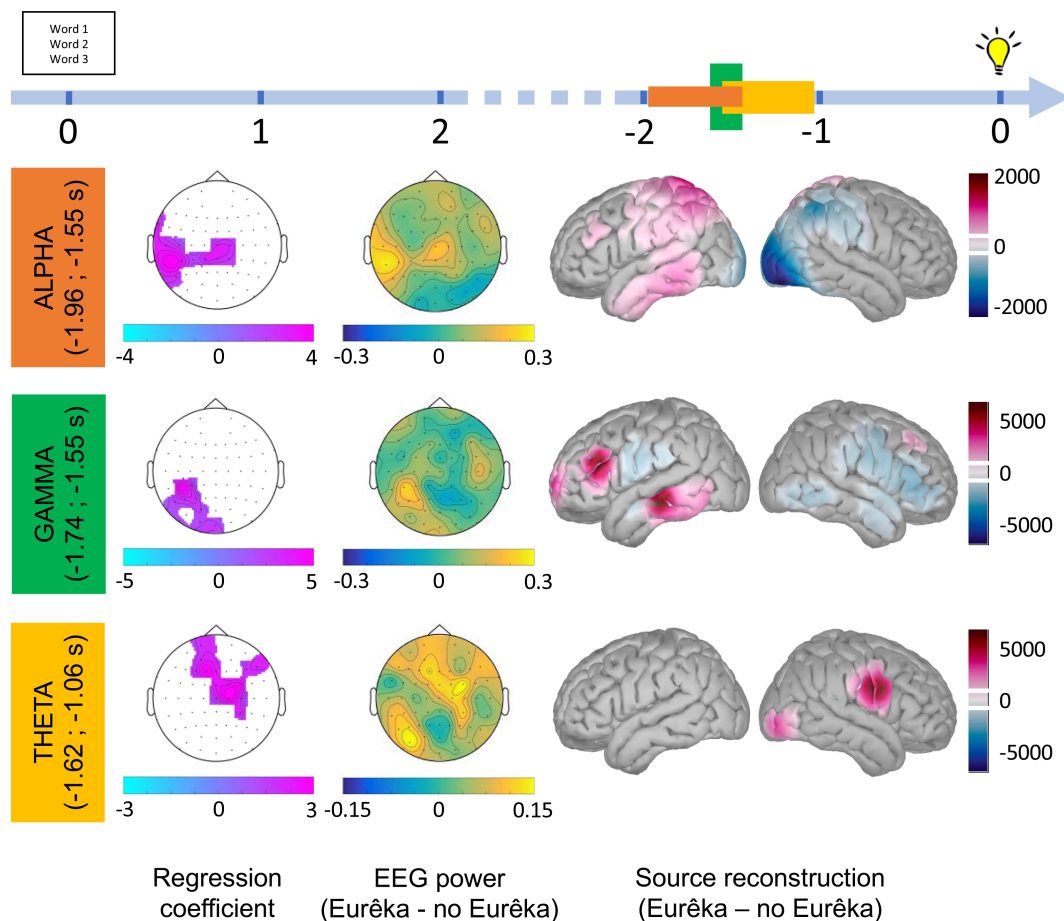 Word 1
Word 2
Word 3
0
1
2
-2
-1
0
ALPHA
(-1.96 ; -1.55 s)
-4
0
4
-0.3
0
0.3
2000
0
-2000
GAMMA
(-1.74 ; -1.55 s)
-5
0
5
-0.3
0
0.3
5000
0
-5000
THETA
(-1.62 ; -1.06 s)
-3
0
3
-0.15
0
0.15
5000
0
-5000
Regression
coefficient
EEG power
(Eurêka - no Eurêka)
Source reconstruction
(Eurêka – no Eurêka)